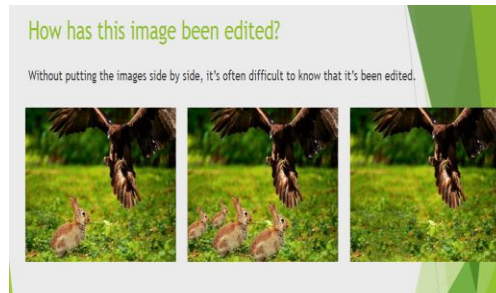 How has this image been edited?
Without putting the images side by side, it's often difficult to know that it's been edited.